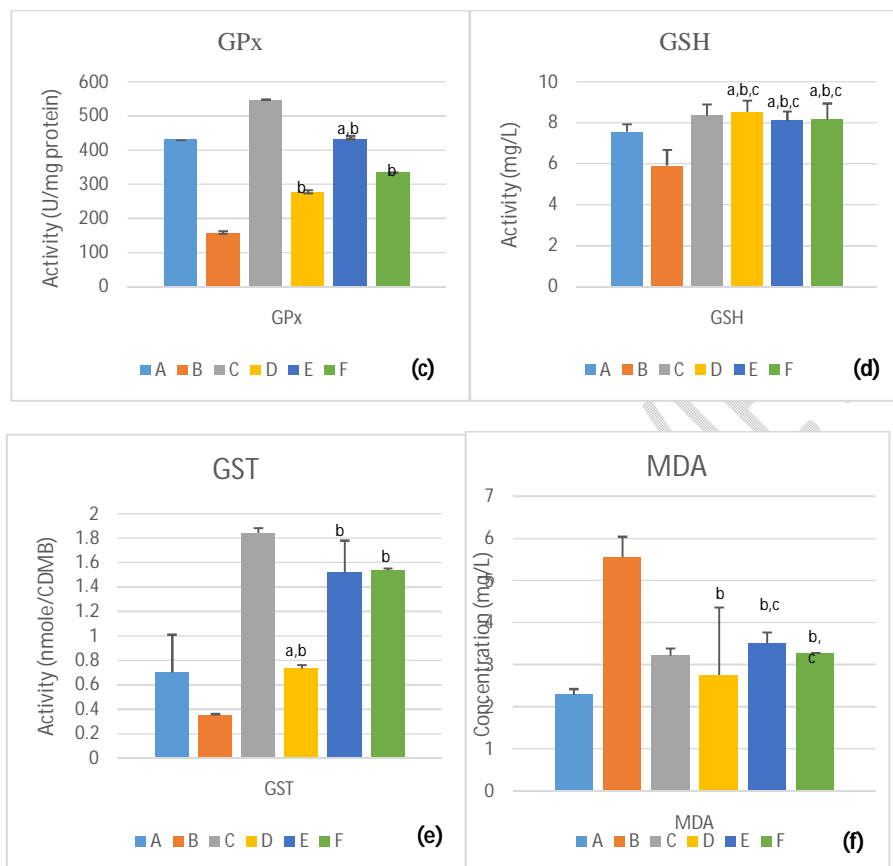 GPx
Activity (U/mg protein)
600
500
400
300
200
100
0
b
a,b
b
GPx
A B C D E F
(c)
GSH
Activity (mg/L)
10
8
6
4
2
0
a,b,c
a,b,c
a,b,c
GSH
A B C D E F
(d)
GST
Activity (nmole/CDMB)
2
1.8
1.6
1.4
1.2
1
0.8
0.6
0.4
0.2
0
a,b
b
b
GST
A B C D E F
(e)
MDA
Concentration (mg/L)
7
6
5
4
3
2
1
0
b
b,c
b,
c
MDA
A B C D E F
(f)